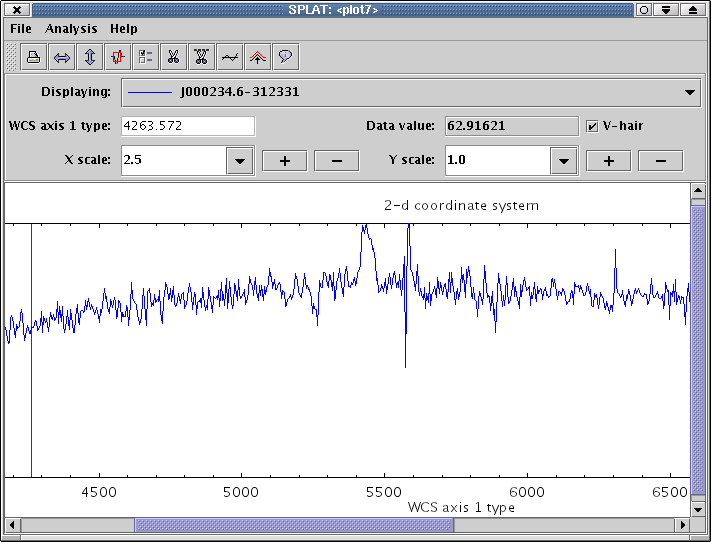 SPLAT: <plot7>
File Analysis Help
Displaying: J000234.6-312331
WCS axis 1 type: 4263.572 Data value: 62.91621 V-hair
X scale: 2.5 + − Y scale: 1.0 + −
2-d coordinate system
4500 5000 5500 6000 6500
WCS axis 1 type